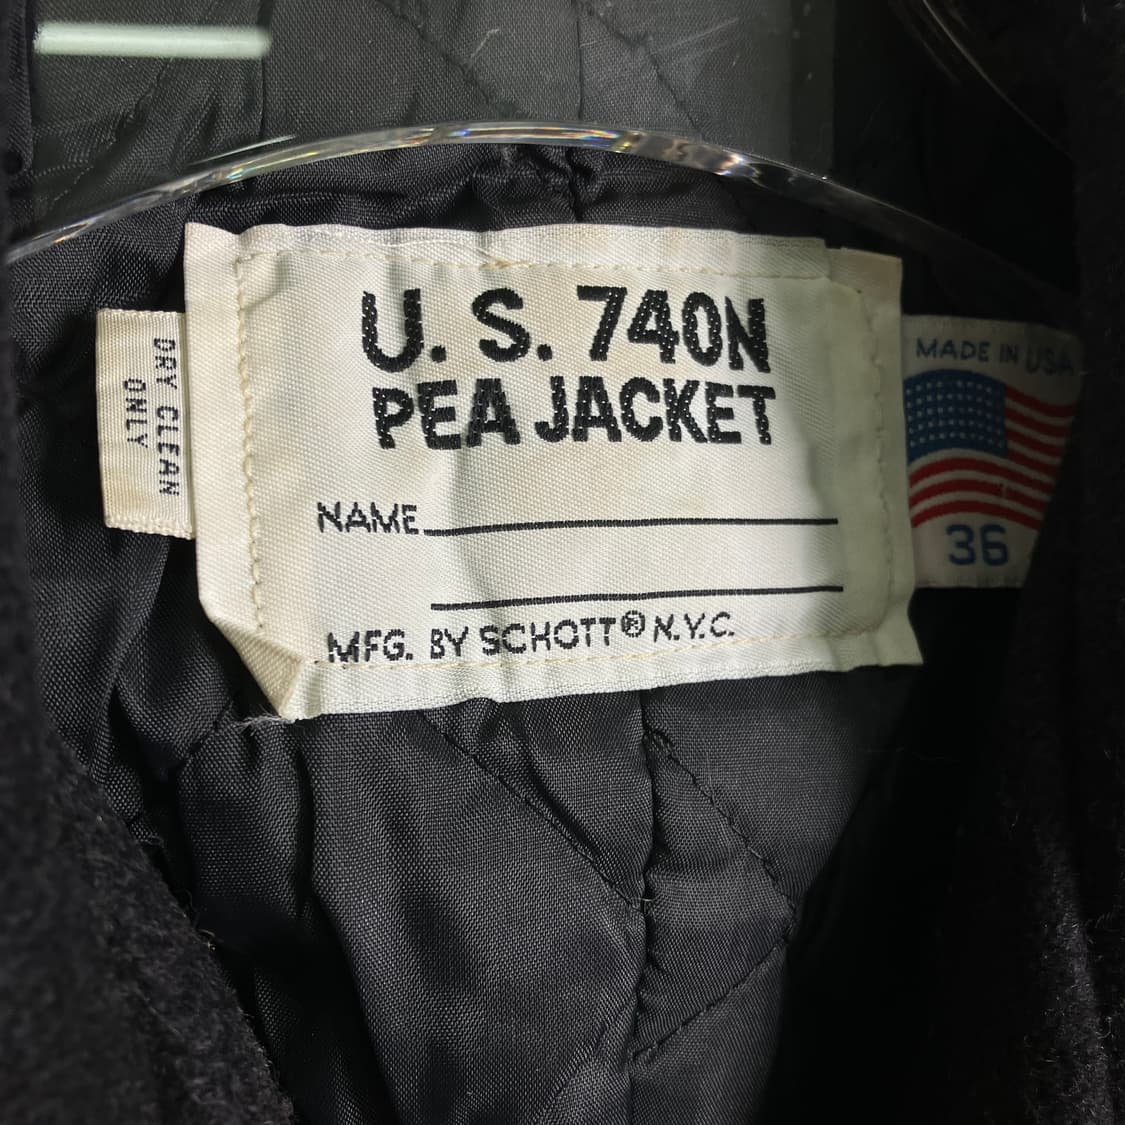 U. S. 740N
PEA JACKET
NAME
MFG. BY SCHOTT® N.Y.C.
DRY CLEAN
ONLY
MADE IN USA
36